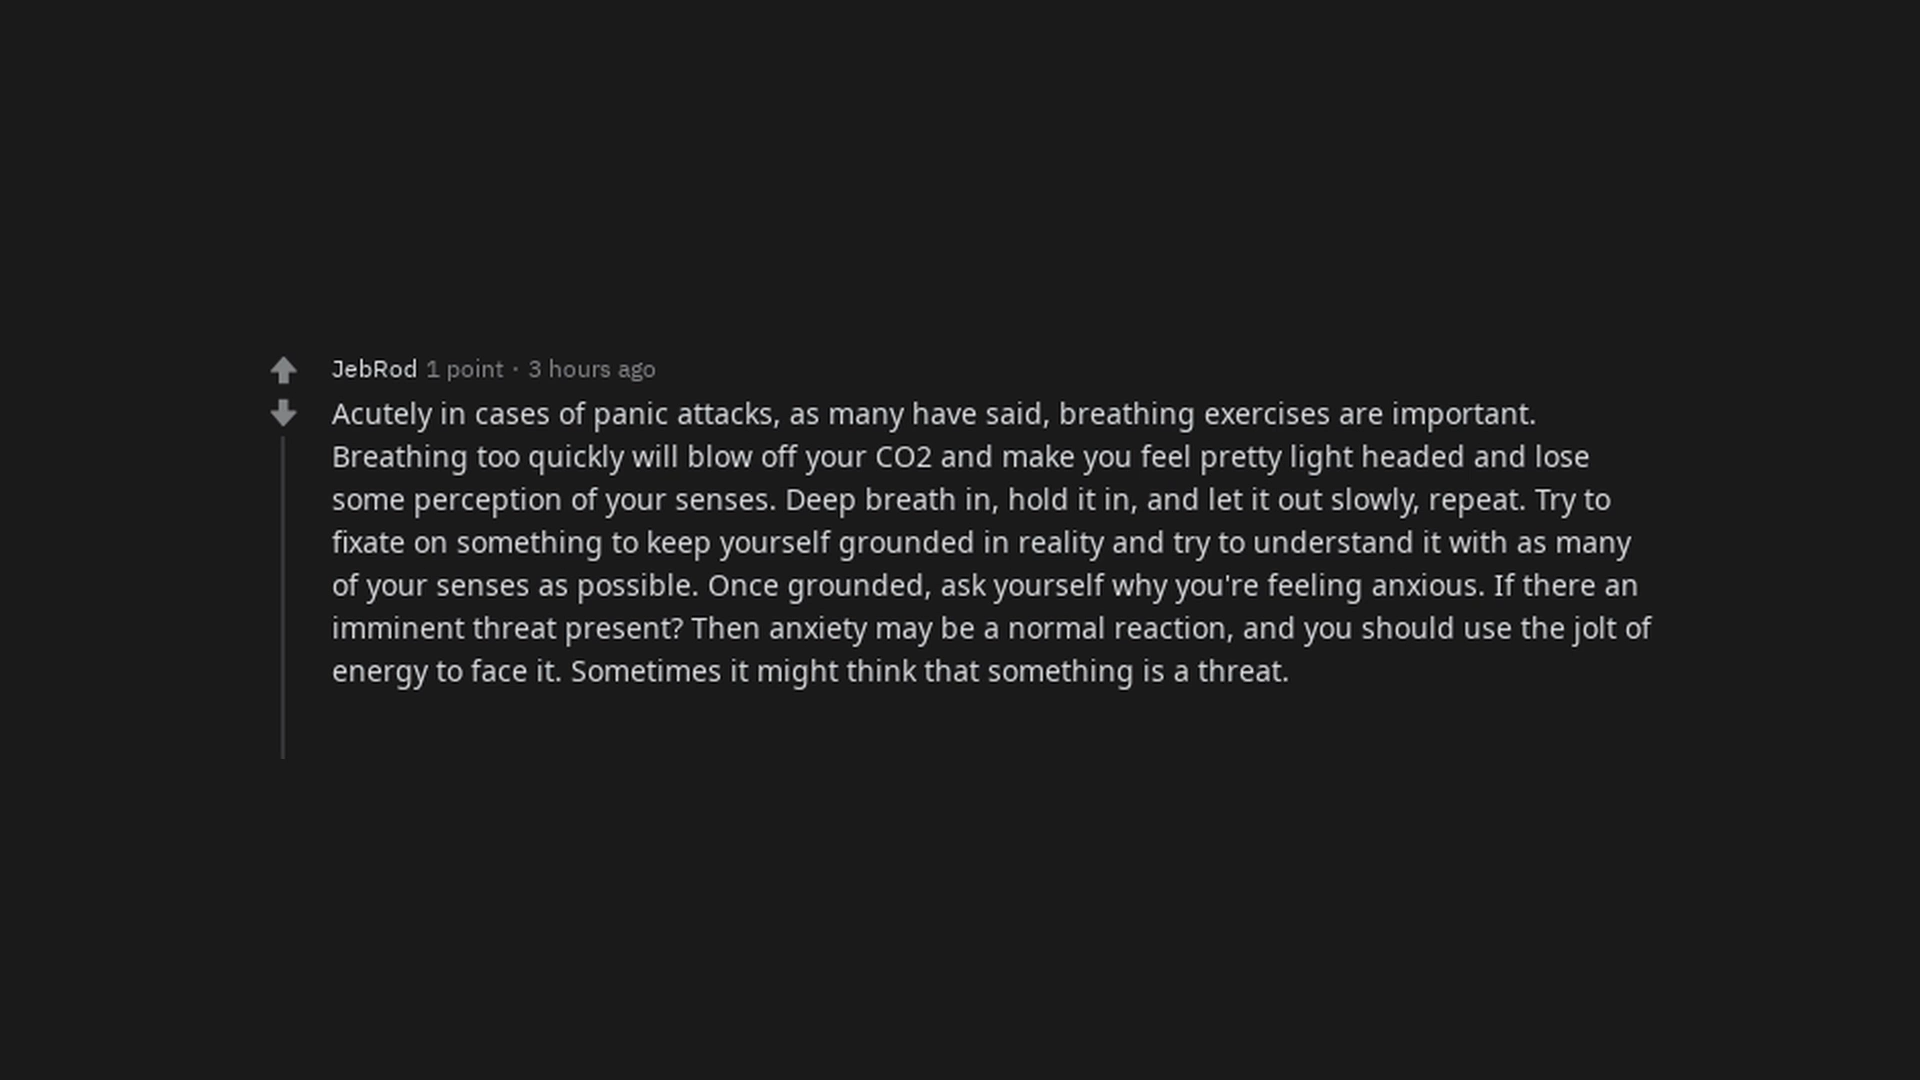 JebRod 1 point · 3 hours ago
Acutely in cases of panic attacks, as many have said, breathing exercises are important.
Breathing too quickly will blow off your CO2 and make you feel pretty light headed and lose
some perception of your senses. Deep breath in, hold it in, and let it out slowly, repeat. Try to
fixate on something to keep yourself grounded in reality and try to understand it with as many
of your senses as possible. Once grounded, ask yourself why you're feeling anxious. If there an
imminent threat present? Then anxiety may be a normal reaction, and you should use the jolt of
energy to face it. Sometimes it might think that something is a threat.